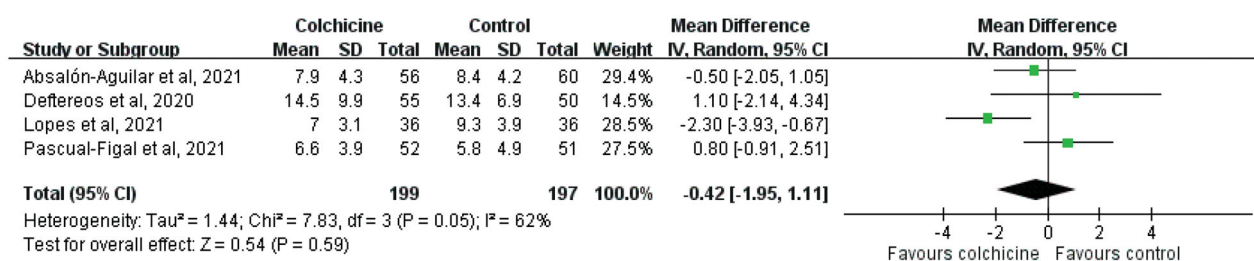 Colchicine Control Mean Difference Mean Difference
Study or Subgroup Mean SD Total Mean SD Total Weight IV, Random, 95% CI IV, Random, 95% CI
Absalón-Aguilar et al, 2021 7.9 4.3 56 8.4 4.2 60 29.4% -0.50 [-2.05, 1.05]
Deftereos et al, 2020 14.5 9.9 55 13.4 6.9 50 14.5% 1.10 [-2.14, 4.34]
Lopes et al, 2021 7 3.1 36 9.3 3.9 36 28.5% -2.30 [-3.93, -0.67]
Pascual-Figal et al, 2021 6.6 3.9 52 5.8 4.9 51 27.5% 0.80 [-0.91, 2.51]
Total (95% CI) 199 197 100.0% -0.42 [-1.95, 1.11]
Heterogeneity: Tau² = 1.44; Chi² = 7.83, df = 3 (P = 0.05); I² = 62%
Test for overall effect: Z = 0.54 (P = 0.59)
-4 -2 0 2 4
Favours colchicine Favours control